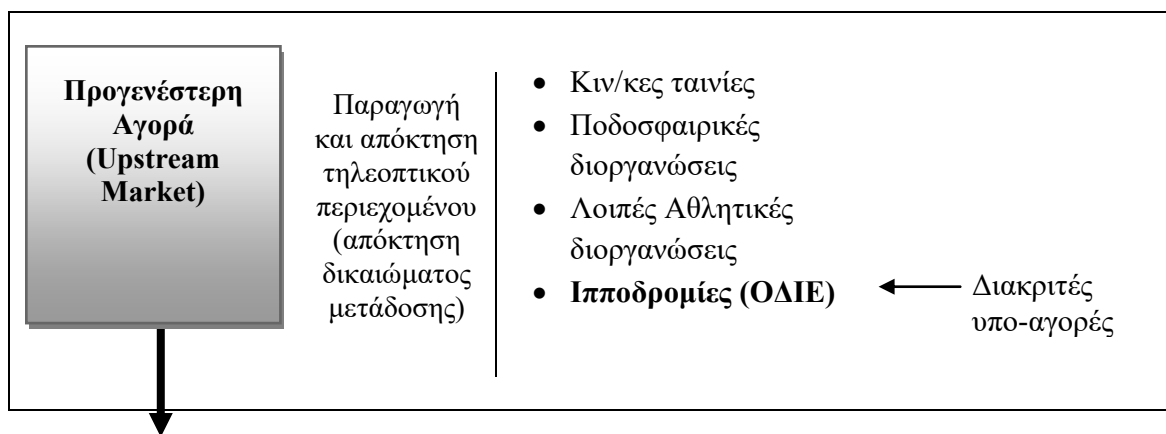 Προγενέστερη
Αγορά
(Upstream
Market)
Παραγωγή
και απόκτηση
τηλεοπτικού
περιεχομένου
(απόκτηση
δικαιώματος
μετάδοσης)
• Κιν/κες ταινίες
• Ποδοσφαιρικές
διοργανώσεις
• Λοιπές Αθλητικές
διοργανώσεις
• Ιπποδρομίες (ΟΔΙΕ)
Διακριτές
υπο-αγορές